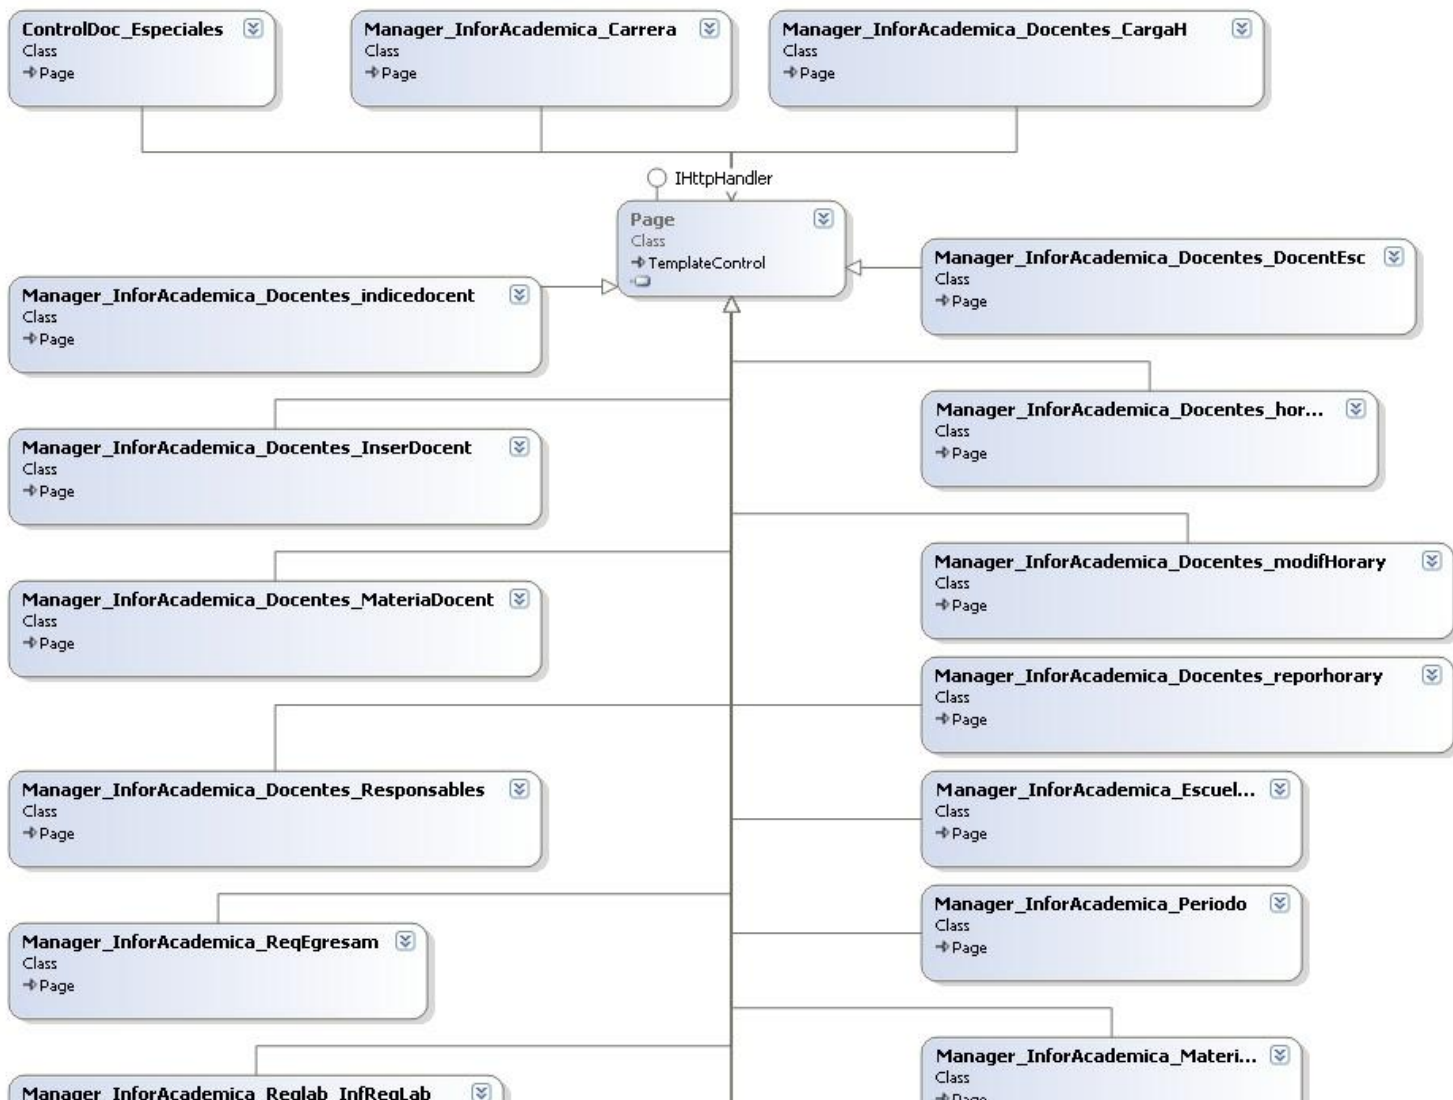 ControlDoc_Especiales
Class
Page
Manager_InforAcademica_Carrera
Class
Page
Manager_InforAcademica_Docentes_CargaH
Class
Page
IHttpHandler
Page
Class
TemplateControl
Manager_InforAcademica_Docentes_DocentEsc
Class
Page
Manager_InforAcademica_Docentes_indicedocent
Class
Page
Manager_InforAcademica_Docentes_hor...
Class
Page
Manager_InforAcademica_Docentes_InserDocent
Class
Page
Manager_InforAcademica_Docentes_modifHorary
Class
Page
Manager_InforAcademica_Docentes_MateriaDocent
Class
Page
Manager_InforAcademica_Docentes_reporhorary
Class
Page
Manager_InforAcademica_Docentes_Responsables
Class
Page
Manager_InforAcademica_Escuel...
Class
Page
Manager_InforAcademica_Periodo
Class
Page
Manager_InforAcademica_ReqEgresam
Class
Page
Manager_InforAcademica_Materi...
Class
Page
Manager_InforAcademica_Reglab_InfRegLab